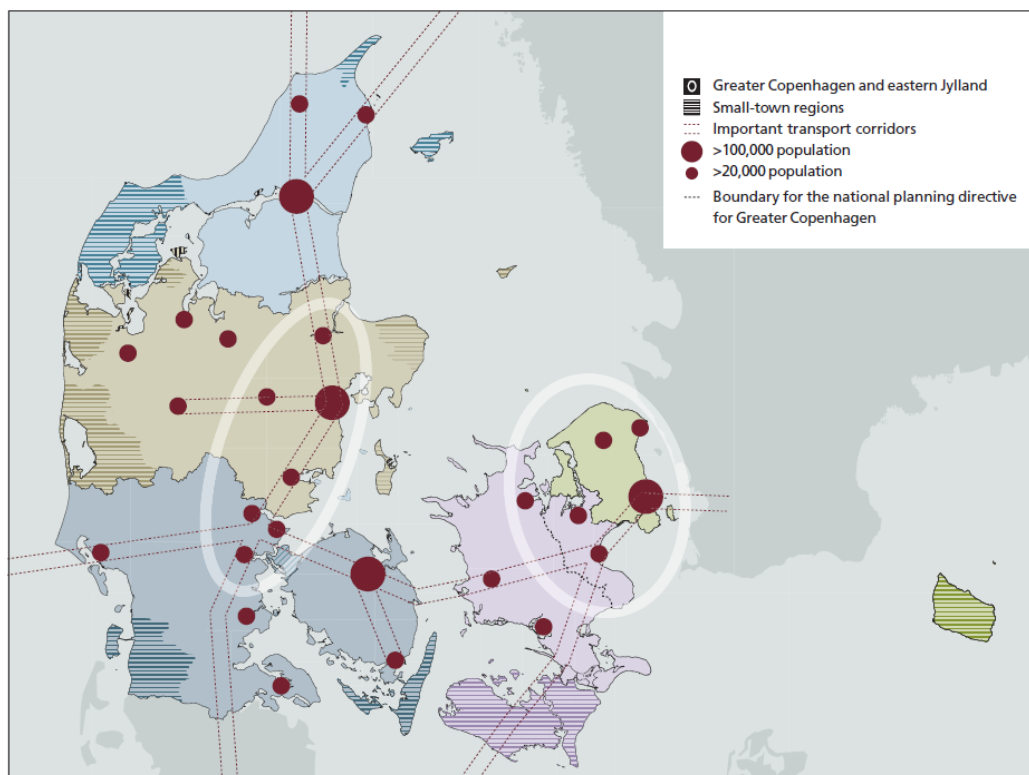 Greater Copenhagen and eastern Jylland
Small-town regions
Important transport corridors
>100,000 population
>20,000 population
Boundary for the national planning directive
for Greater Copenhagen